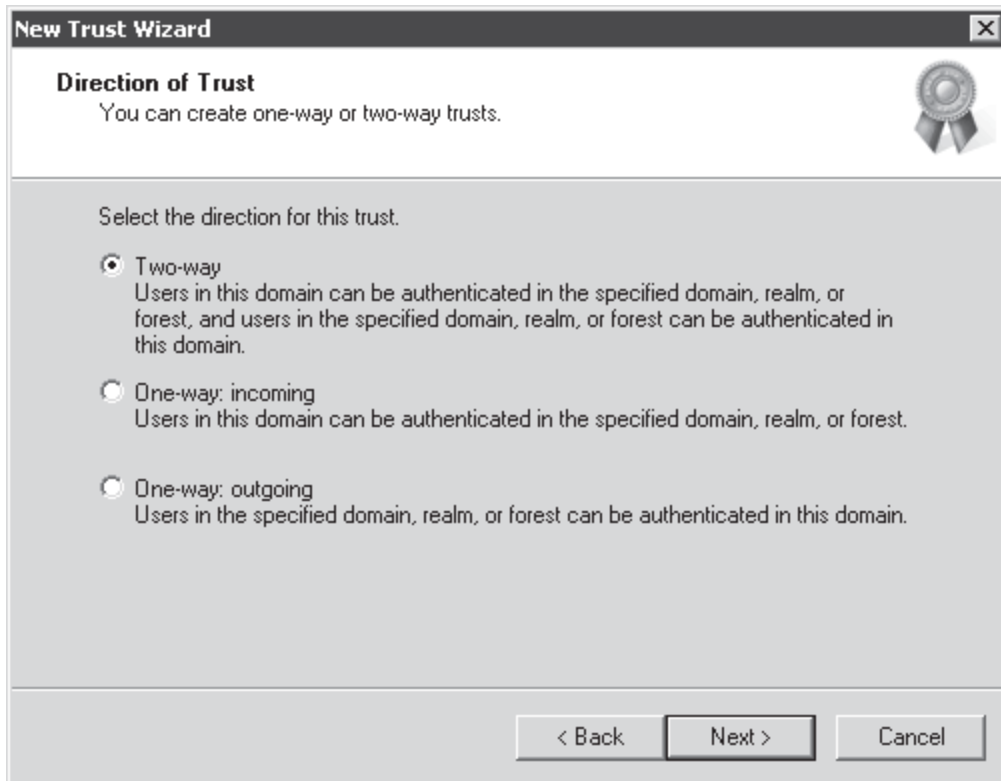 New Trust Wizard
Direction of Trust
You can create one-way or two-way trusts.
Select the direction for this trust.
Two-way
Users in this domain can be authenticated in the specified domain, realm, or
forest, and users in the specified domain, realm, or forest can be authenticated in
this domain.
One-way: incoming
Users in this domain can be authenticated in the specified domain, realm, or forest.
One-way: outgoing
Users in the specified domain, realm, or forest can be authenticated in this domain.
< Back Next > Cancel